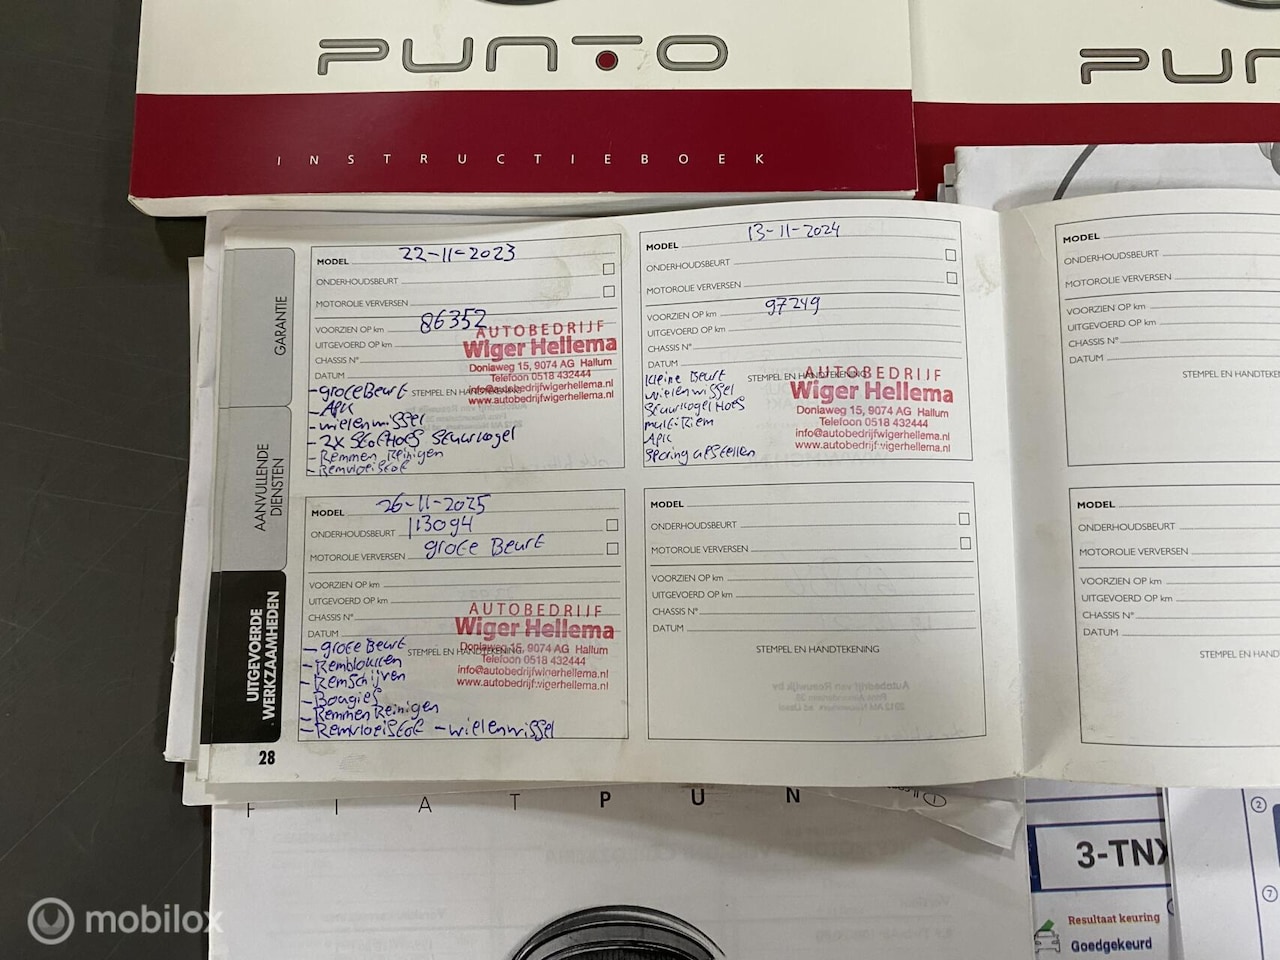 PUNTO
INSTRUCTIEBOEK
PUN
GARANTIE
AANVULLENDE
DIENSTEN
UITGEVOERDE
WERKZAAMHEDEN
MODEL 22-11-2023
ONDERHOUDSBEURT
MOTOROLIE VERVERSEN
VOORZIEN OP km 86352
UITGEVOERD OP km
CHASSIS N°
DATUM
STEMPEL EN
AUTOBEDRIJF
Wiger Hellema
Doniaweg 15, 9074 AG Hallum
Telefoon 0518 432444
info@autobedrijfwigerhellema.nl
www.autobedrijfwigerhellema.nl
- grote Beurt
- APK
- wielenwissel
- 2x StofHoes Stuurkogel
- Remmen Reinigen
- Remvloeistof
MODEL 13-11-2024
ONDERHOUDSBEURT
MOTOROLIE VERVERSEN
VOORZIEN OP km 97249
UITGEVOERD OP km
CHASSIS N°
DATUM
STEMPEL EN HANDTEKENING
AUTOBEDRIJF
Wiger Hellema
Doniaweg 15, 9074 AG Hallum
Telefoon 0518 432444
info@autobedrijfwigerhellema.nl
www.autobedrijfwigerhellema.nl
Kleine Beurt
wielenwissel
Stuurkogel Hoes
multiRiem
APK
Sporing afstellen
MODEL 26-11-2025
ONDERHOUDSBEURT 113094
MOTOROLIE VERVERSEN grote Beurt
VOORZIEN OP km
UITGEVOERD OP km
CHASSIS N°
DATUM
STEMPEL EN HANDTEKENING
AUTOBEDRIJF
Wiger Hellema
Doniaweg 15, 9074 AG Hallum
Telefoon 0518 432444
info@autobedrijfwigerhellema.nl
www.autobedrijfwigerhellema.nl
- grote Beurt
- Remblokken
- Remschijven
- Bougies
- Remmen Reinigen
- Remvloeistof - wielenwissel
MODEL
ONDERHOUDSBEURT
MOTOROLIE VERVERSEN
VOORZIEN OP km
UITGEVOERD OP km
CHASSIS N°
DATUM
STEMPEL EN HANDTEKENING
28
MODEL
ONDERHOUDSBEURT
MOTOROLIE VERVERSEN
VOORZIEN OP km
UITGEVOERD OP km
CHASSIS N°
DATUM
STEMPEL EN HANDTEKEN
MODEL
ONDERHOUDSBEURT
MOTOROLIE VERVERSEN
VOORZIEN OP km
UITGEVOERD OP km
CHASSIS N°
DATUM
STEMPEL EN HAND
FIAT PUN
3-TNX
Resultaat keuring
Goedgekeurd
2
7
mobilox